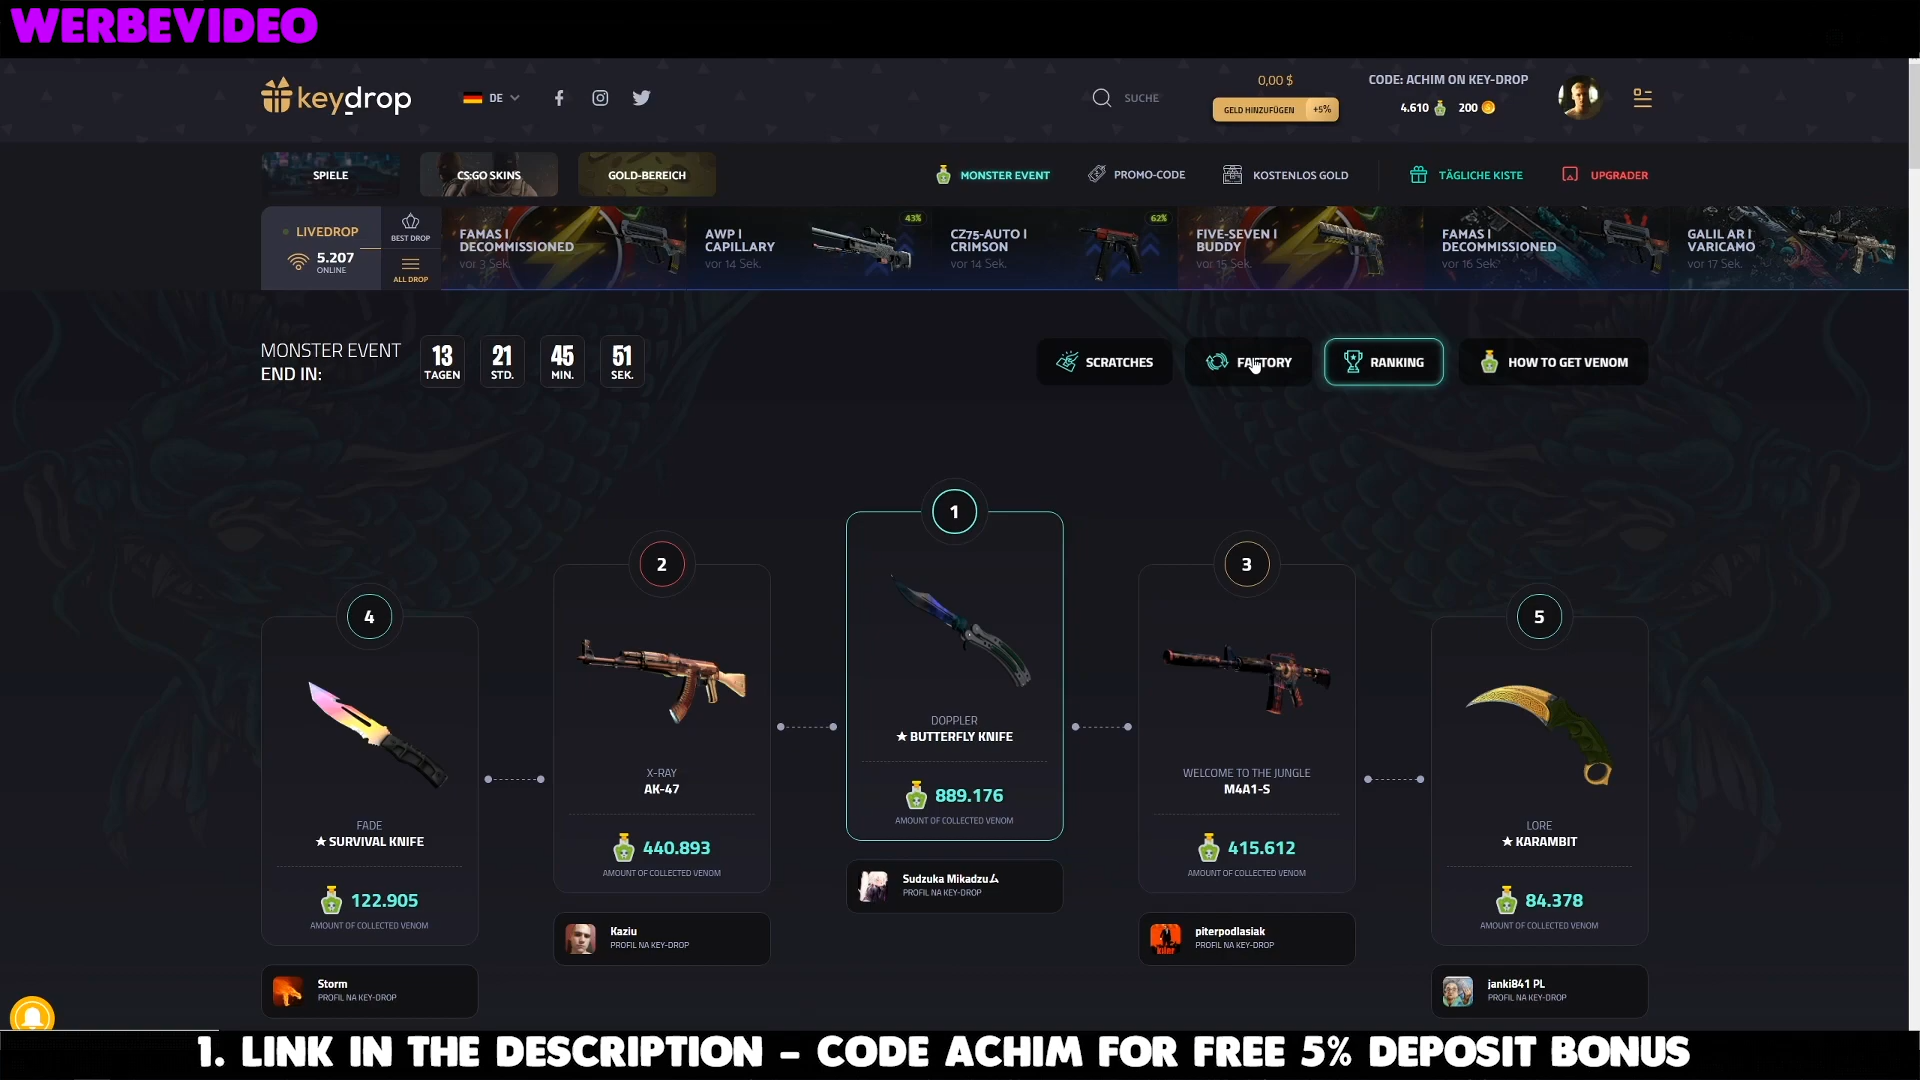 WERBEVIDEO
keydrop
DE
SUCHE
0,00 $
GELD HINZUFÜGEN +5%
CODE: ACHIM ON KEY-DROP
4.610 200
SPIELE
CS:GO SKINS
GOLD-BEREICH
MONSTER EVENT
PROMO-CODE
KOSTENLOS GOLD
TÄGLICHE KISTE
UPGRADER
LIVEDROP
5.207
ONLINE
BEST DROP
ALL DROP
FAMAS |
DECOMMISSIONED
vor 3 Sek.
AWP |
CAPILLARY
vor 14 Sek.
43%
CZ75-AUTO |
CRIMSON
vor 14 Sek.
62%
FIVE-SEVEN |
BUDDY
vor 15 Sek.
FAMAS |
DECOMMISSIONED
vor 16 Sek.
GALIL AR |
VARICAMO
vor 17 Sek.
MONSTER EVENT
END IN:
13
TAGEN
21
STD.
45
MIN.
51
SEK.
SCRATCHES
FACTORY
RANKING
HOW TO GET VENOM
4
FADE
★ SURVIVAL KNIFE
122.905
AMOUNT OF COLLECTED VENOM
Storm
PROFIL NA KEY-DROP
2
X-RAY
AK-47
440.893
AMOUNT OF COLLECTED VENOM
Kaziu
PROFIL NA KEY-DROP
1
DOPPLER
★ BUTTERFLY KNIFE
889.176
AMOUNT OF COLLECTED VENOM
Sudzuka Mikadzuム
PROFIL NA KEY-DROP
3
WELCOME TO THE JUNGLE
M4A1-S
415.612
AMOUNT OF COLLECTED VENOM
piterpodlasiak
PROFIL NA KEY-DROP
5
LORE
★ KARAMBIT
84.378
AMOUNT OF COLLECTED VENOM
janki841 PL
PROFIL NA KEY-DROP
1. LINK IN THE DESCRIPTION – CODE ACHIM FOR FREE 5% DEPOSIT BONUS